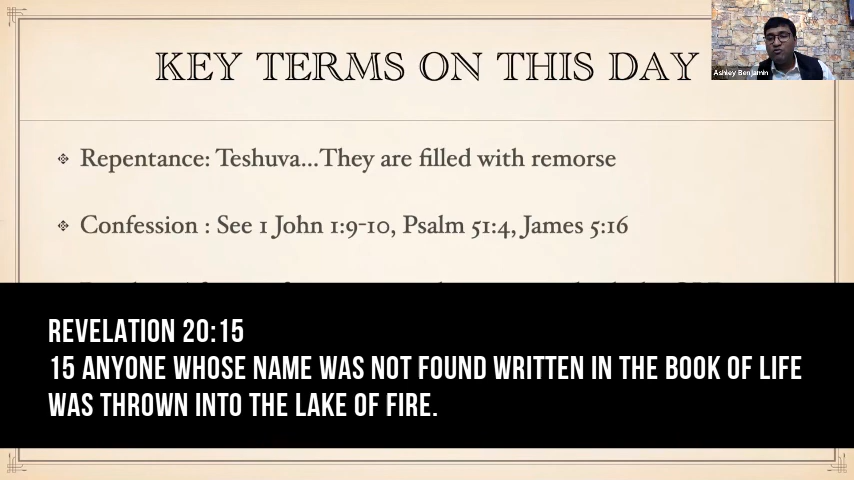 KEY TERMS ON THIS DAY
Ashley Benjamin
Repentance: Teshuva...They are filled with remorse
Confession : See 1 John 1:9-10, Psalm 51:4, James 5:16
REVELATION 20:15
15 ANYONE WHOSE NAME WAS NOT FOUND WRITTEN IN THE BOOK OF LIFE
WAS THROWN INTO THE LAKE OF FIRE.